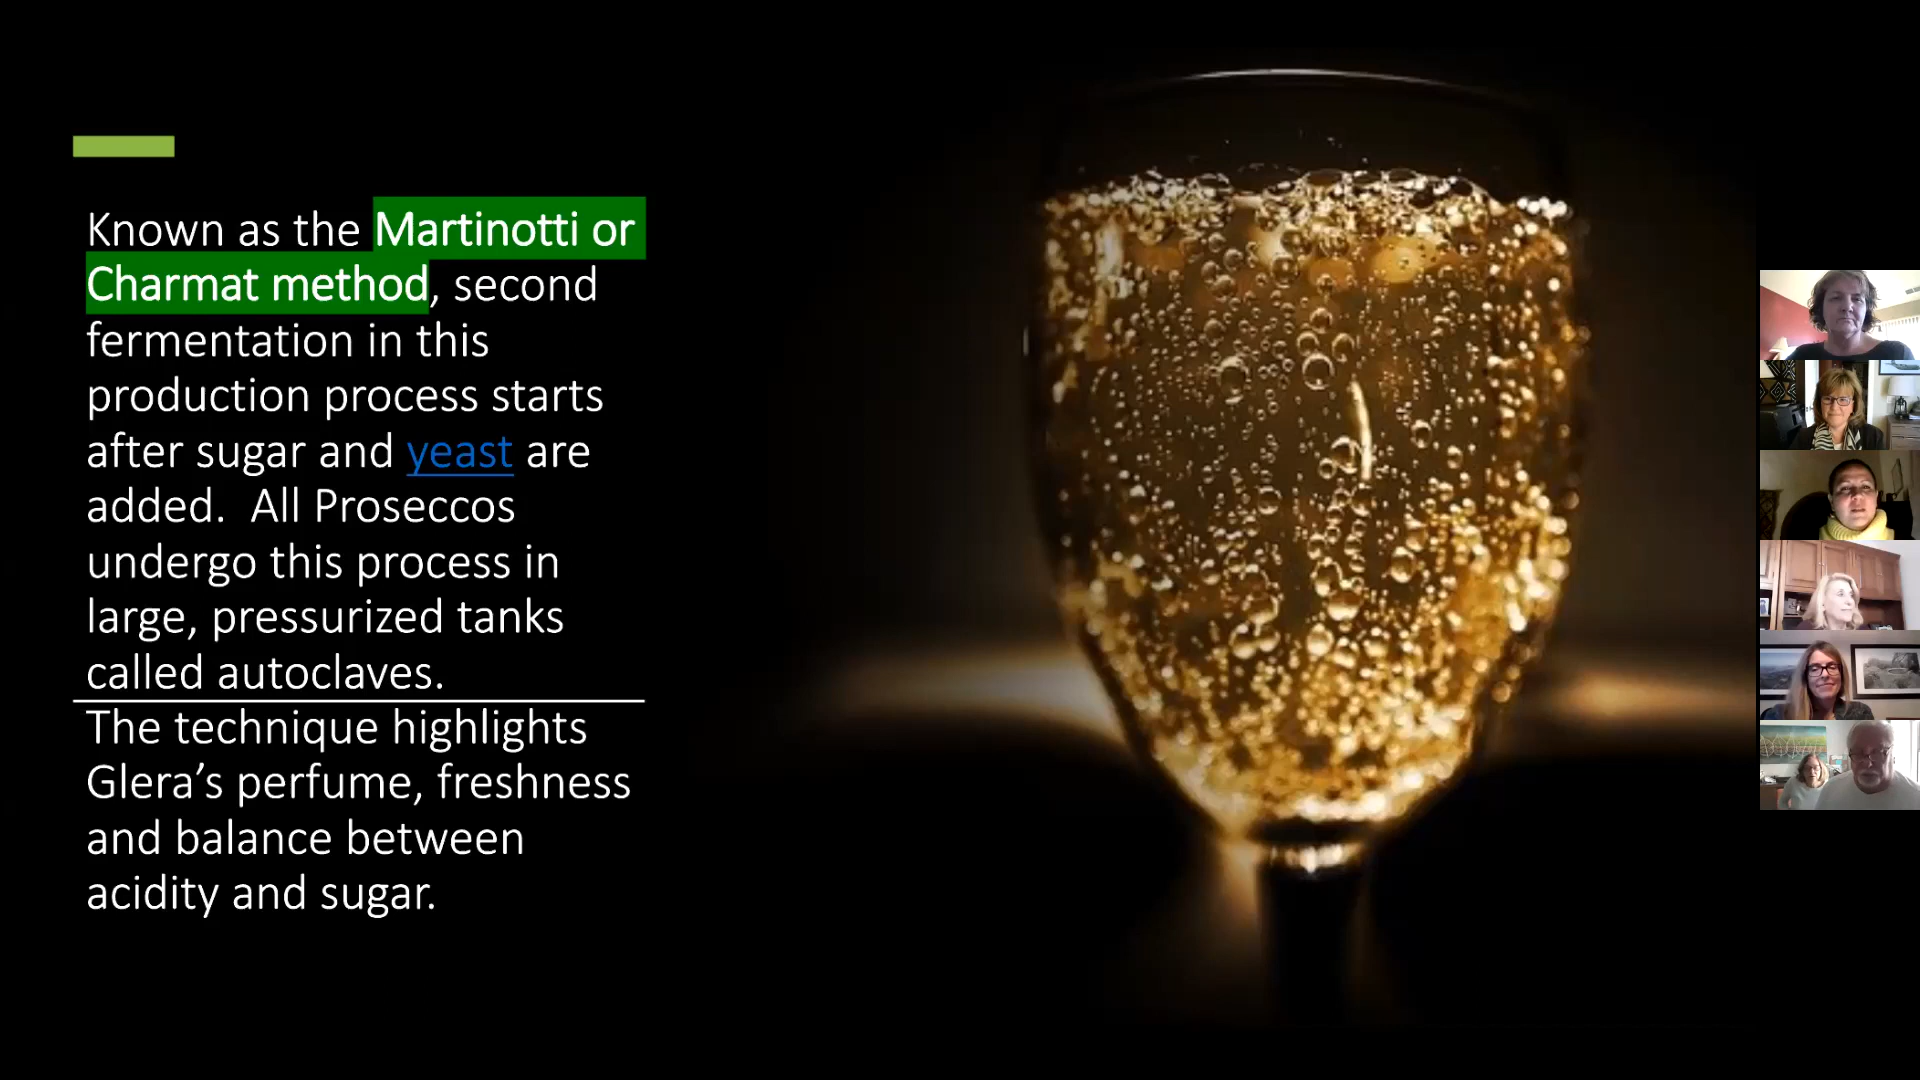 Known as the Martinotti or
Charmat method, second
fermentation in this
production process starts
after sugar and yeast are
added.  All Proseccos
undergo this process in
large, pressurized tanks
called autoclaves.
The technique highlights
Glera’s perfume, freshness
and balance between
acidity and sugar.